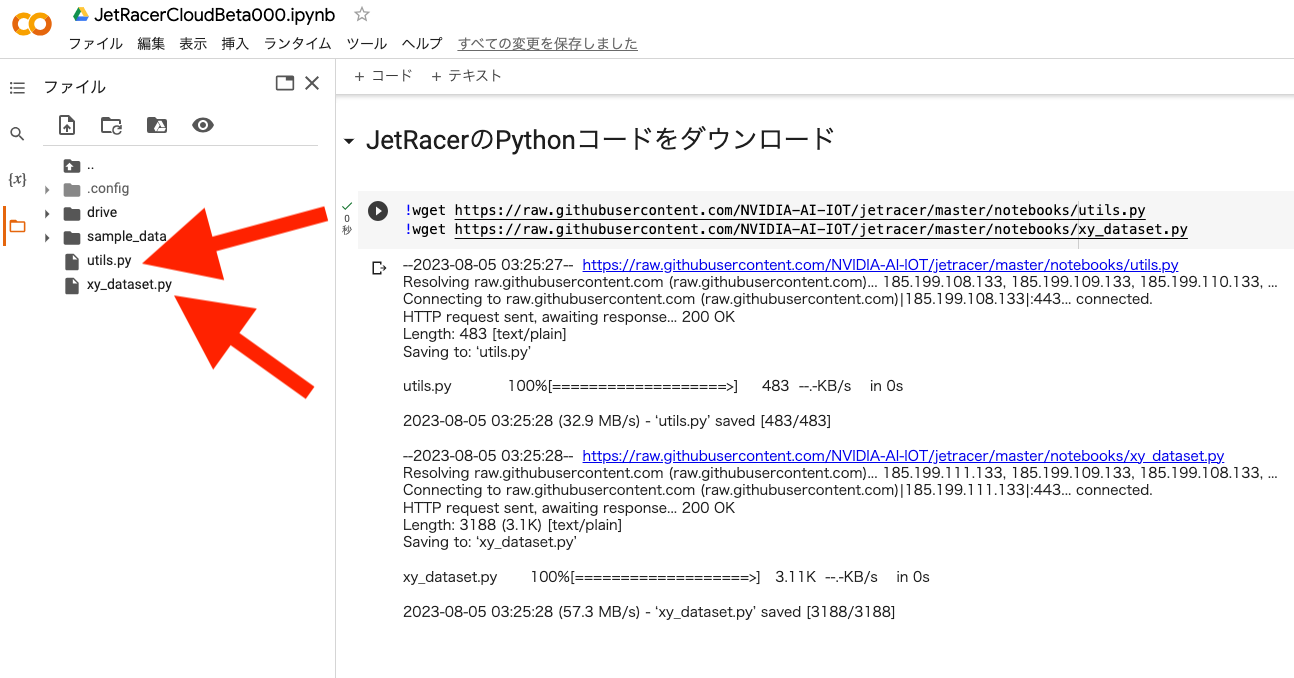 JetRacerCloudBeta000.ipynb
ファイル 編集 表示 挿入 ランタイム ツール ヘルプ すべての変更を保存しました
ファイル
+ コード + テキスト
..
.config
drive
sample_data
utils.py
xy_dataset.py
{x}
JetRacerのPythonコードをダウンロード
0
秒
!wget https://raw.githubusercontent.com/NVIDIA-AI-IOT/jetracer/master/notebooks/utils.py
!wget https://raw.githubusercontent.com/NVIDIA-AI-IOT/jetracer/master/notebooks/xy_dataset.py
--2023-08-05 03:25:27-- https://raw.githubusercontent.com/NVIDIA-AI-IOT/jetracer/master/notebooks/utils.py
Resolving raw.githubusercontent.com (raw.githubusercontent.com)... 185.199.108.133, 185.199.109.133, 185.199.110.133, ...
Connecting to raw.githubusercontent.com (raw.githubusercontent.com)|185.199.108.133|:443... connected.
HTTP request sent, awaiting response... 200 OK
Length: 483 [text/plain]
Saving to: ‘utils.py’
utils.py 100%[===================>] 483 --.-KB/s in 0s
2023-08-05 03:25:28 (32.9 MB/s) - ‘utils.py’ saved [483/483]
--2023-08-05 03:25:28-- https://raw.githubusercontent.com/NVIDIA-AI-IOT/jetracer/master/notebooks/xy_dataset.py
Resolving raw.githubusercontent.com (raw.githubusercontent.com)... 185.199.111.133, 185.199.109.133, 185.199.108.133, ...
Connecting to raw.githubusercontent.com (raw.githubusercontent.com)|185.199.111.133|:443... connected.
HTTP request sent, awaiting response... 200 OK
Length: 3188 (3.1K) [text/plain]
Saving to: ‘xy_dataset.py’
xy_dataset.py 100%[===================>] 3.11K --.-KB/s in 0s
2023-08-05 03:25:28 (57.3 MB/s) - ‘xy_dataset.py’ saved [3188/3188]